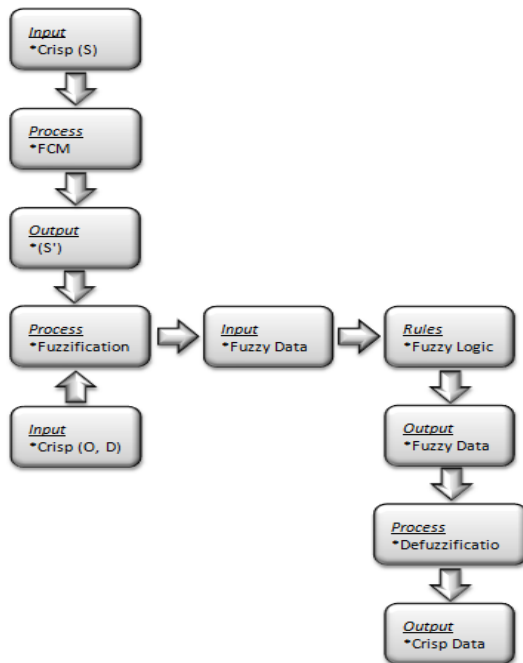 Input
*Crisp (S)
Process
*FCM
Output
*(S')
Process
*Fuzzification
Input
*Crisp (O, D)
Input
*Fuzzy Data
Rules
*Fuzzy Logic
Output
*Fuzzy Data
Process
*Defuzzificatio
Output
*Crisp Data